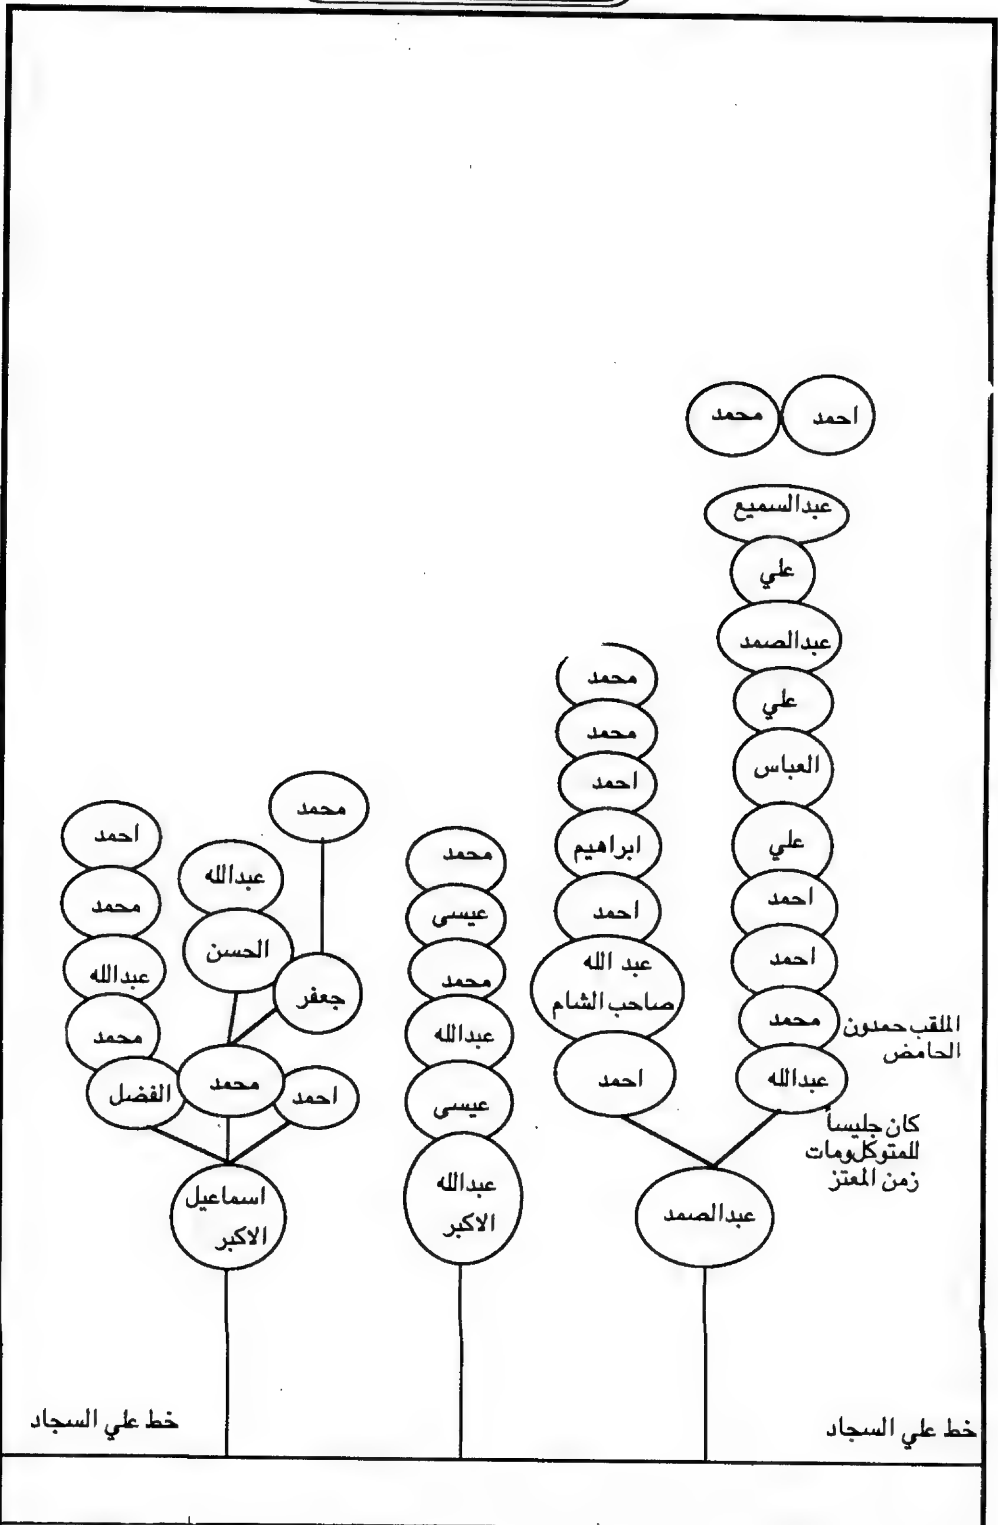 احمد
محمد
عبدالسميع
علي
عبدالصمد
علي
العباس
علي
احمد
احمد
محمد
الملقب حمدون
الحامض
عبدالله
كان جليساً
للمتوكل ومات
زمن المعتز
محمد
محمد
احمد
ابراهيم
احمد
عبد الله
صاحب الشام
احمد
عبدالصمد
محمد
عيسى
محمد
عبدالله
عيسى
عبدالله
الاكبر
محمد
جعفر
احمد
عبدالله
الحسن
محمد
احمد
محمد
عبدالله
محمد
الفضل
اسماعيل
الاكبر
خط علي السجاد
خط علي السجاد